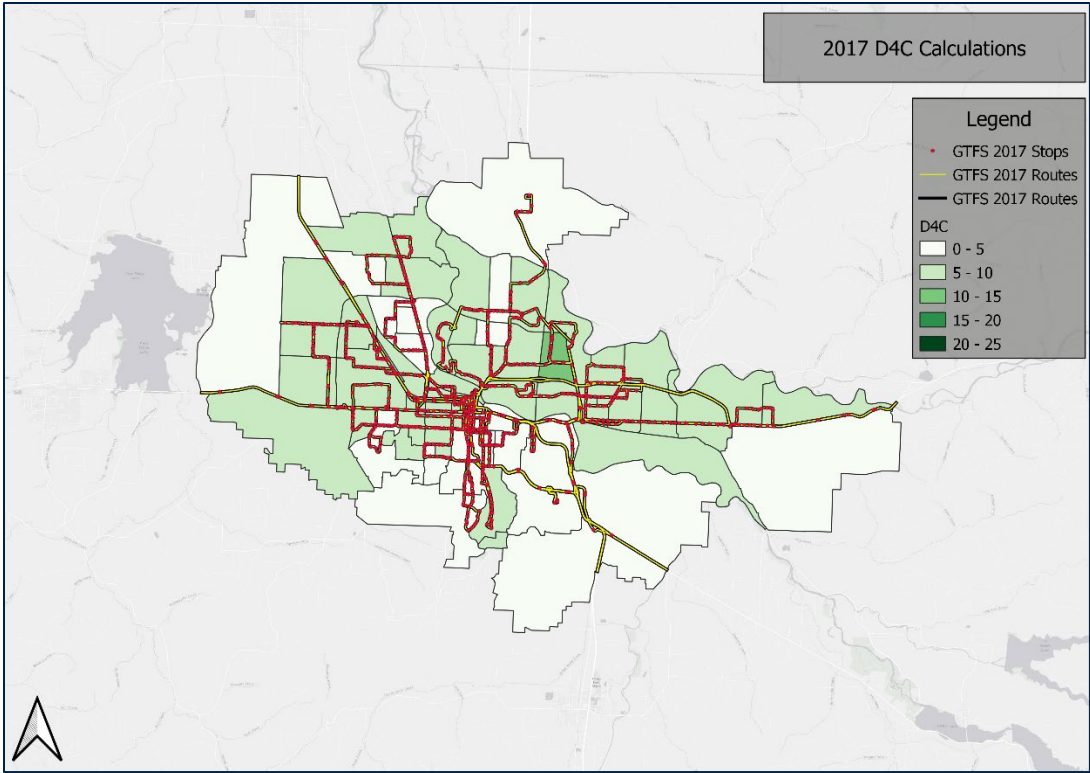 2017 D4C Calculations
Legend
GTFS 2017 Stops
GTFS 2017 Routes
GTFS 2017 Routes
D4C
0 - 5
5 - 10
10 - 15
15 - 20
20 - 25